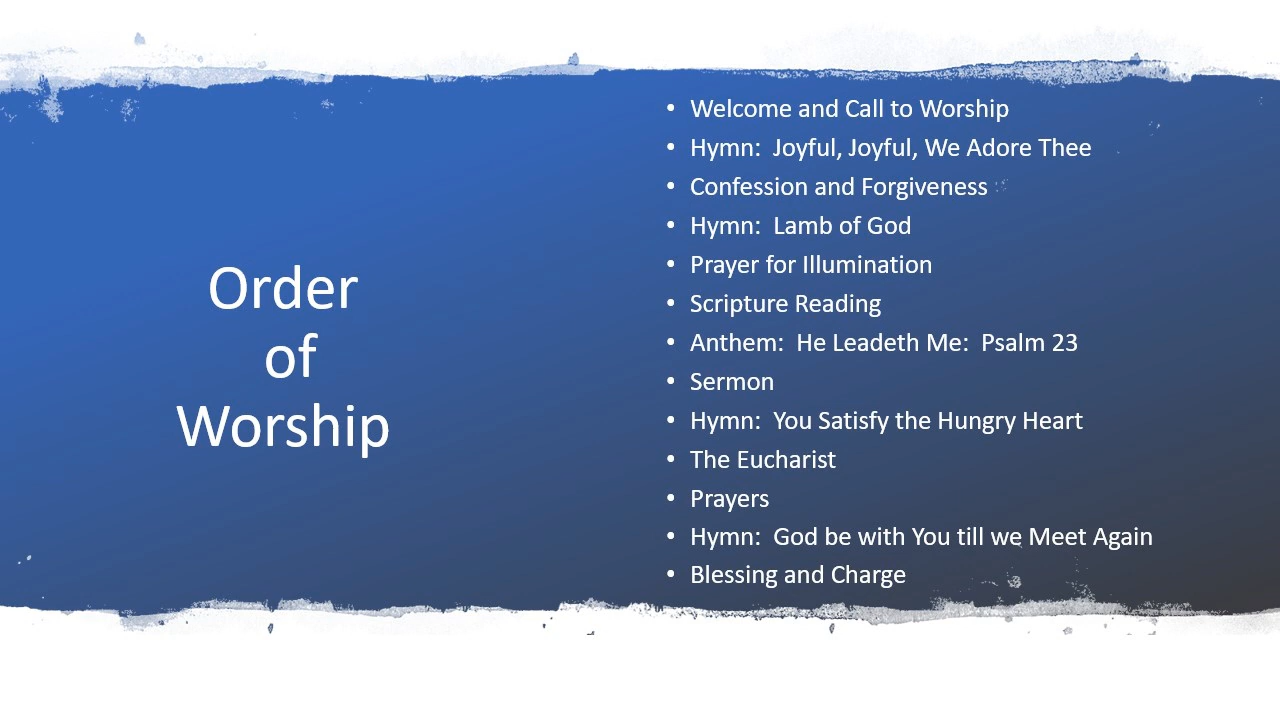 Order
of
Worship
• Welcome and Call to Worship
• Hymn:  Joyful, Joyful, We Adore Thee
• Confession and Forgiveness
• Hymn:  Lamb of God
• Prayer for Illumination
• Scripture Reading
• Anthem:  He Leadeth Me:  Psalm 23
• Sermon
• Hymn:  You Satisfy the Hungry Heart
• The Eucharist
• Prayers
• Hymn:  God be with You till we Meet Again
• Blessing and Charge